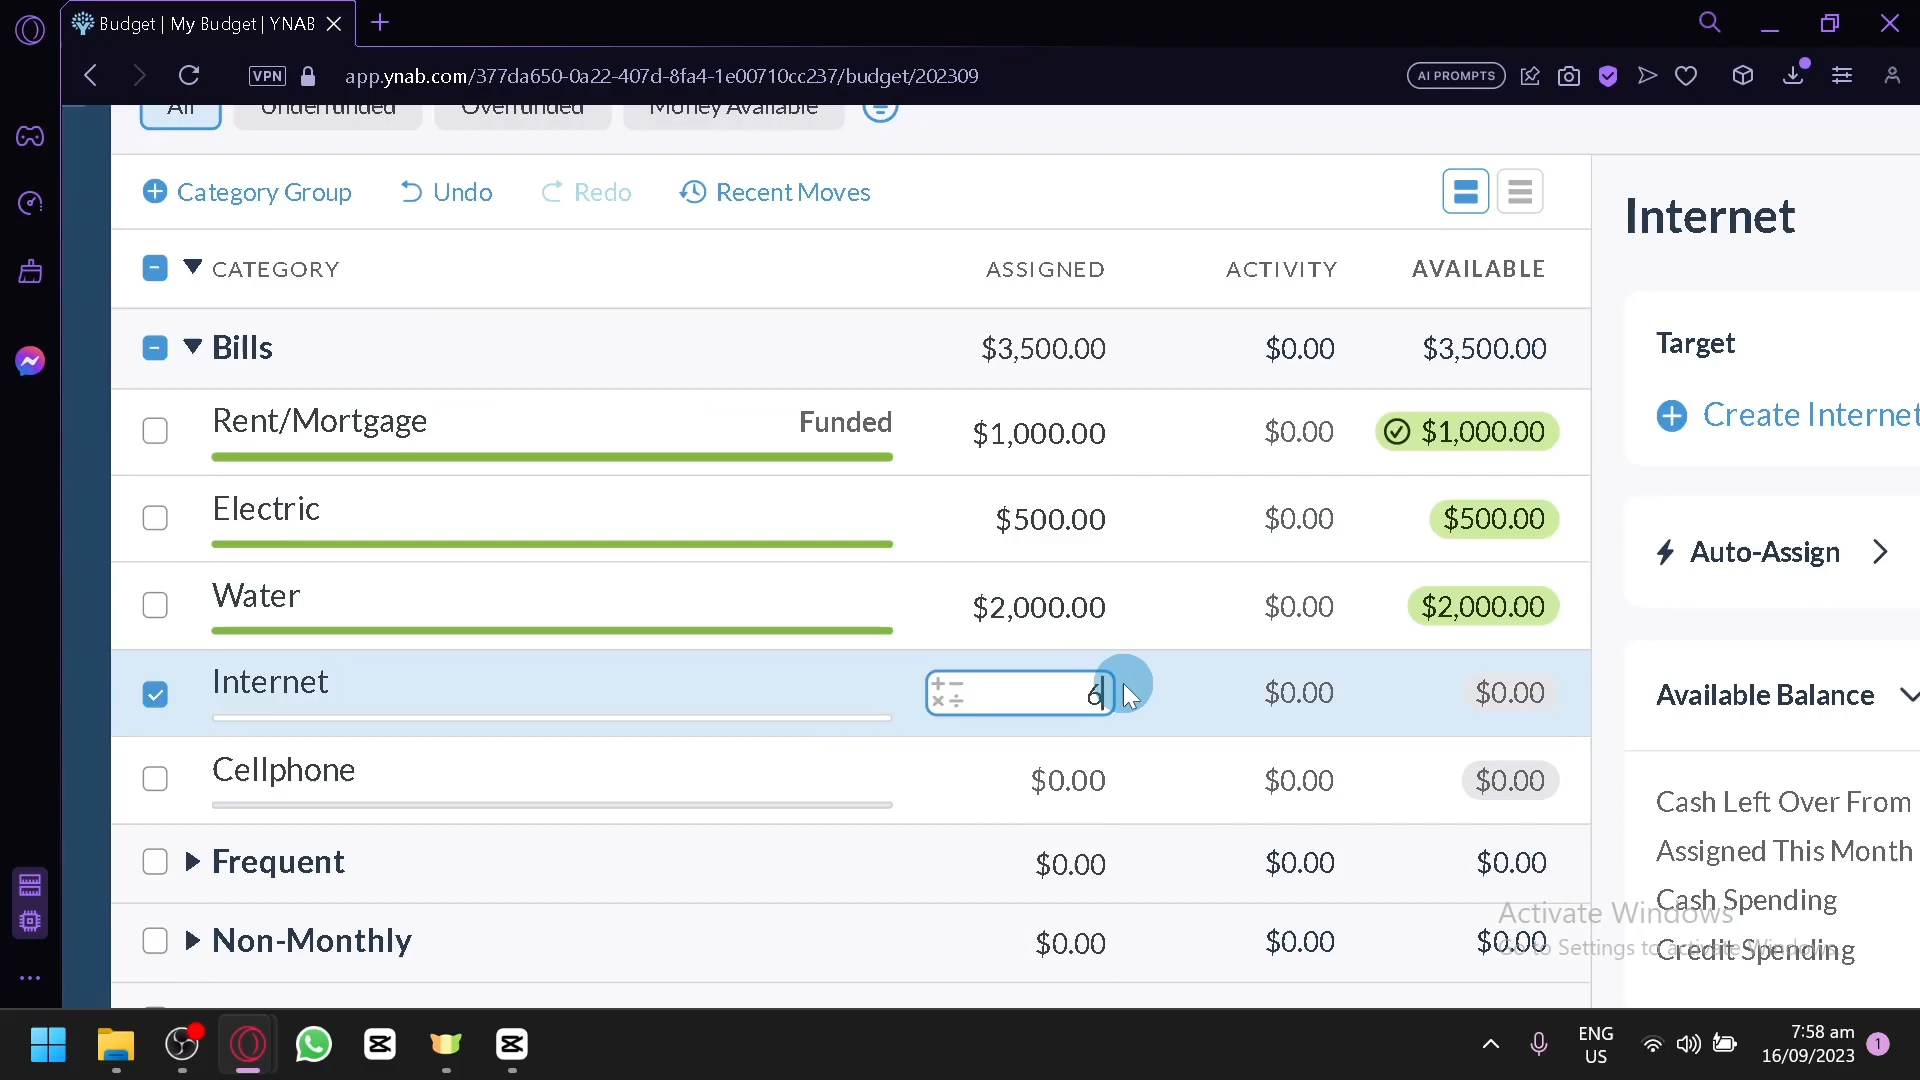 Budget | My Budget | YNAB
VPN
app.ynab.com/377da650-0a22-407d-8fa4-1e00710cc237/budget/202309
AI PROMPTS
All Underfunded Overfunded Money Available
Category Group Undo Redo Recent Moves
CATEGORY ASSIGNED ACTIVITY AVAILABLE
Bills $3,500.00 $0.00 $3,500.00
Rent/Mortgage Funded $1,000.00 $0.00 $1,000.00
Electric $500.00 $0.00 $500.00
Water $2,000.00 $0.00 $2,000.00
Internet 6 $0.00 $0.00
Cellphone $0.00 $0.00 $0.00
Frequent $0.00 $0.00 $0.00
Non-Monthly $0.00 $0.00 $0.00
Internet
Target
Create Internet
Auto-Assign
Available Balance
Cash Left Over From
Assigned This Month
Cash Spending
Credit Spending
Activate Windows
Go to Settings to activate Windows.
ENG
US
7:58 am
16/09/2023
1